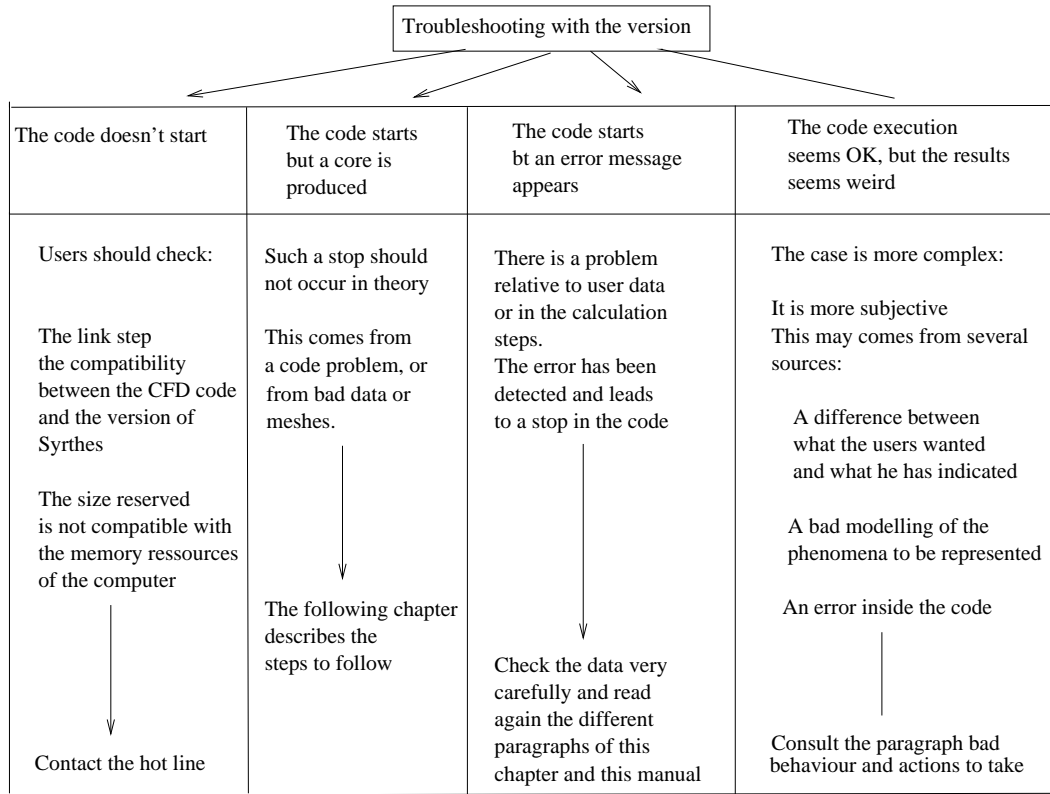 Troubleshooting with the version
The code doesn't start
The code starts
but a core is
produced
The code starts
bt an error message
appears
The code execution
seems OK, but the results
seems weird
Users should check:
The link step
the compatibility
between the CFD code
and the version of
Syrthes
The size reserved
is not compatible with
the memory ressources
of the computer
Contact the hot line
Such a stop should
not occur in theory
This comes from
a code problem, or
from bad data or
meshes.
The following chapter
describes the
steps to follow
There is a problem
relative to user data
or in the calculation
steps.
The error has been
detected and leads
to a stop in the code
Check the data very
carefully and read
again the different
paragraphs of this
chapter and this manual
The case is more complex:
It is more subjective
This may comes from several
sources:
A difference between
what the users wanted
and what he has indicated
A bad modelling of the
phenomena to be represented
An error inside the code
Consult the paragraph bad
behaviour and actions to take